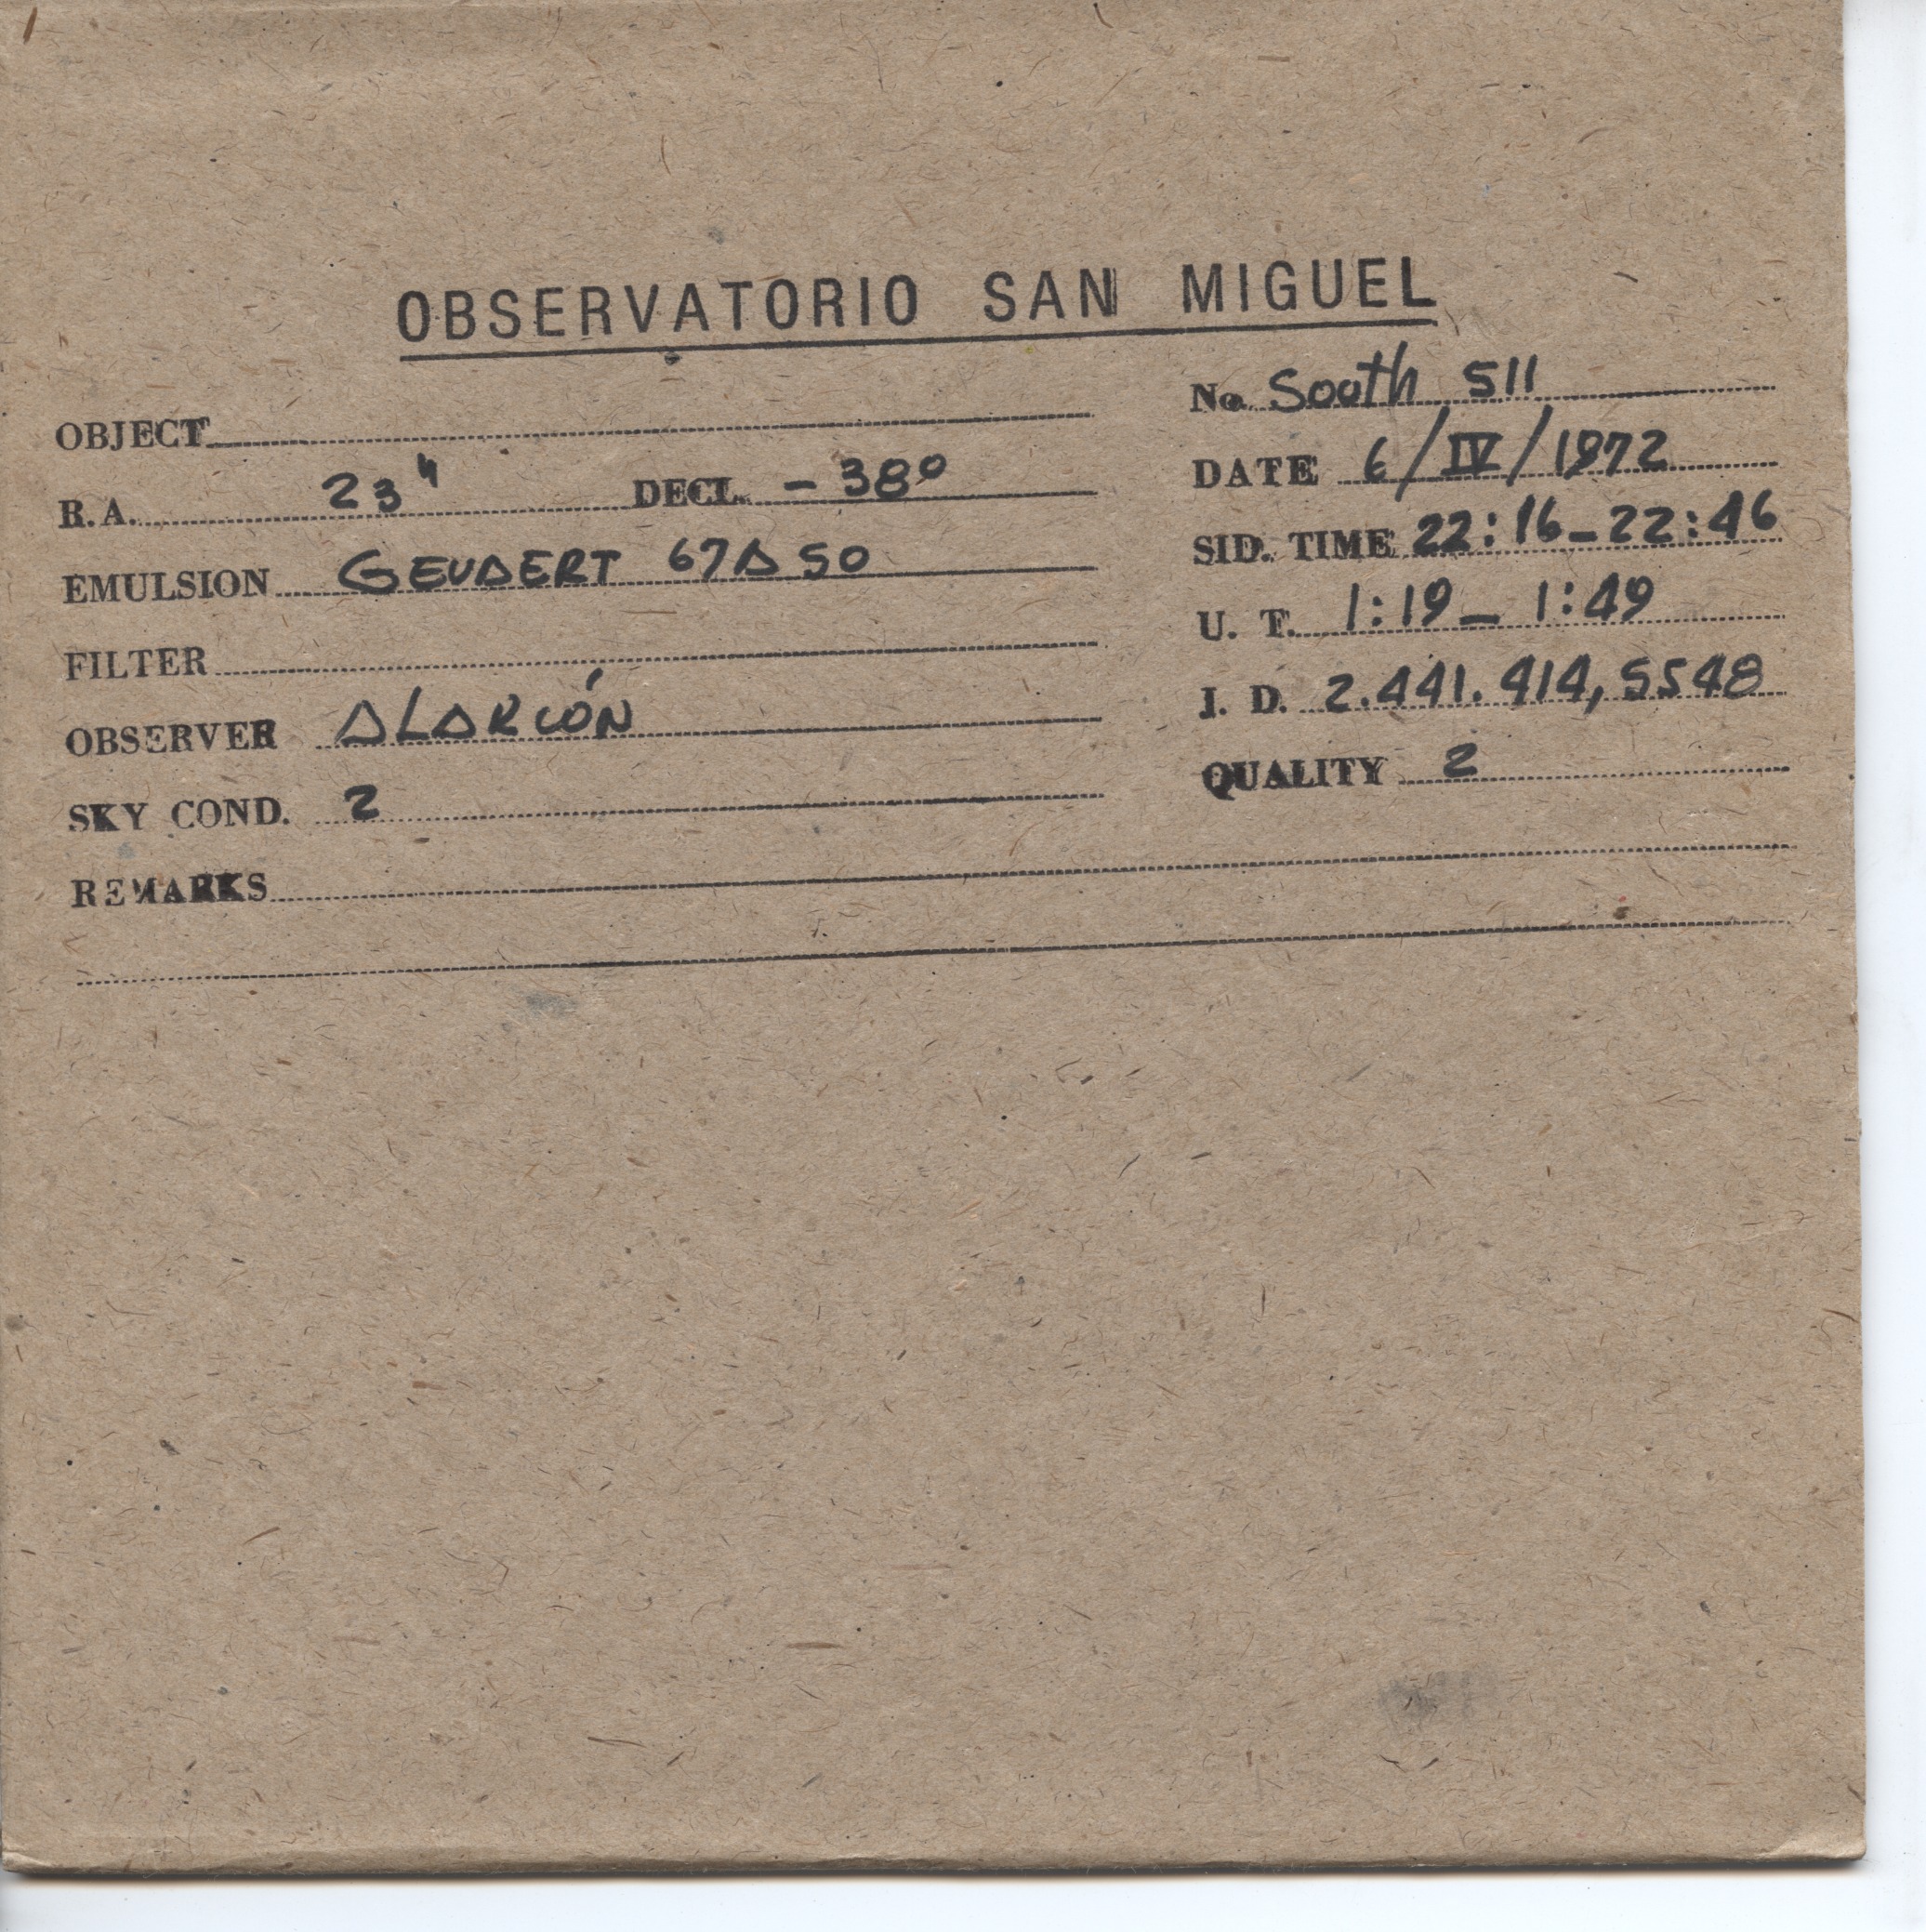 OBSERVATORIO SAN MIGUEL
OBJECT
No. South 511
R.A. 23h DECL. - 38°
DATE 6/IV/1972
EMULSION GEVAERT 67A50
SID. TIME 22:16-22:46
FILTER
U. T. 1:19 - 1:49
OBSERVER ALARCÓN
J. D. 2.441.414,5548
SKY COND. 2
QUALITY 2
REMARKS